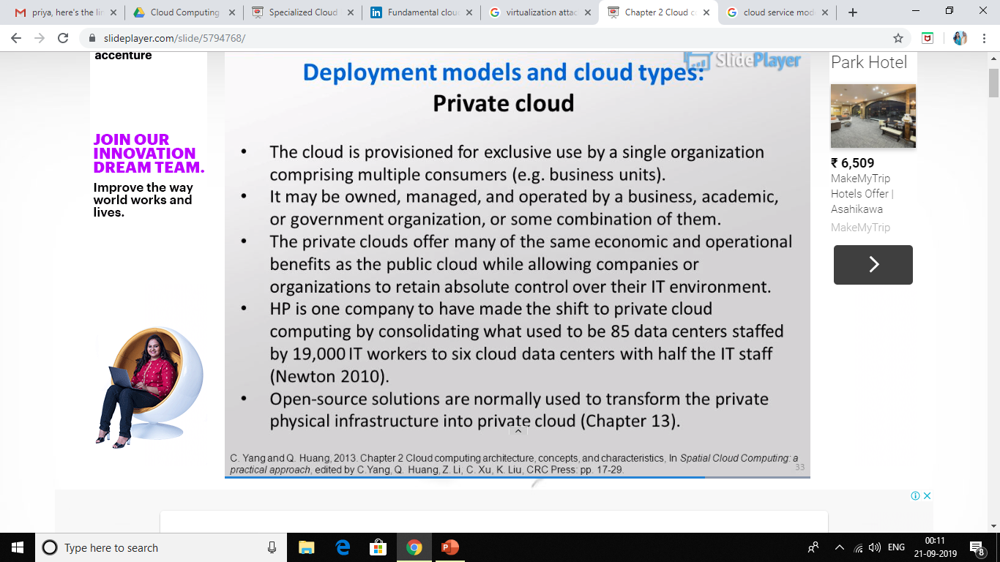 priya, here's the lin
Cloud Computing
Specialized Cloud
Fundamental clou
virtualization attac
Chapter 2 Cloud c
cloud service mod
slideplayer.com/slide/5794768/
accenture
JOIN OUR
INNOVATION
DREAM TEAM.
Improve the way
world works and
lives.
SlidePlayer
Deployment models and cloud types:
Private cloud
• The cloud is provisioned for exclusive use by a single organization
comprising multiple consumers (e.g. business units).
• It may be owned, managed, and operated by a business, academic,
or government organization, or some combination of them.
• The private clouds offer many of the same economic and operational
benefits as the public cloud while allowing companies or
organizations to retain absolute control over their IT environment.
• HP is one company to have made the shift to private cloud
computing by consolidating what used to be 85 data centers staffed
by 19,000 IT workers to six cloud data centers with half the IT staff
(Newton 2010).
• Open-source solutions are normally used to transform the private
physical infrastructure into private cloud (Chapter 13).
C. Yang and Q. Huang, 2013. Chapter 2 Cloud computing architecture, concepts, and characteristics, In Spatial Cloud Computing: a
practical approach, edited by C.Yang, Q. Huang, Z. Li, C. Xu, K. Liu, CRC Press: pp. 17-29.
33
Park Hotel
₹ 6,509
MakeMyTrip
Hotels Offer |
Asahikawa
MakeMyTrip
Type here to search
ENG
00:11
21-09-2019
8